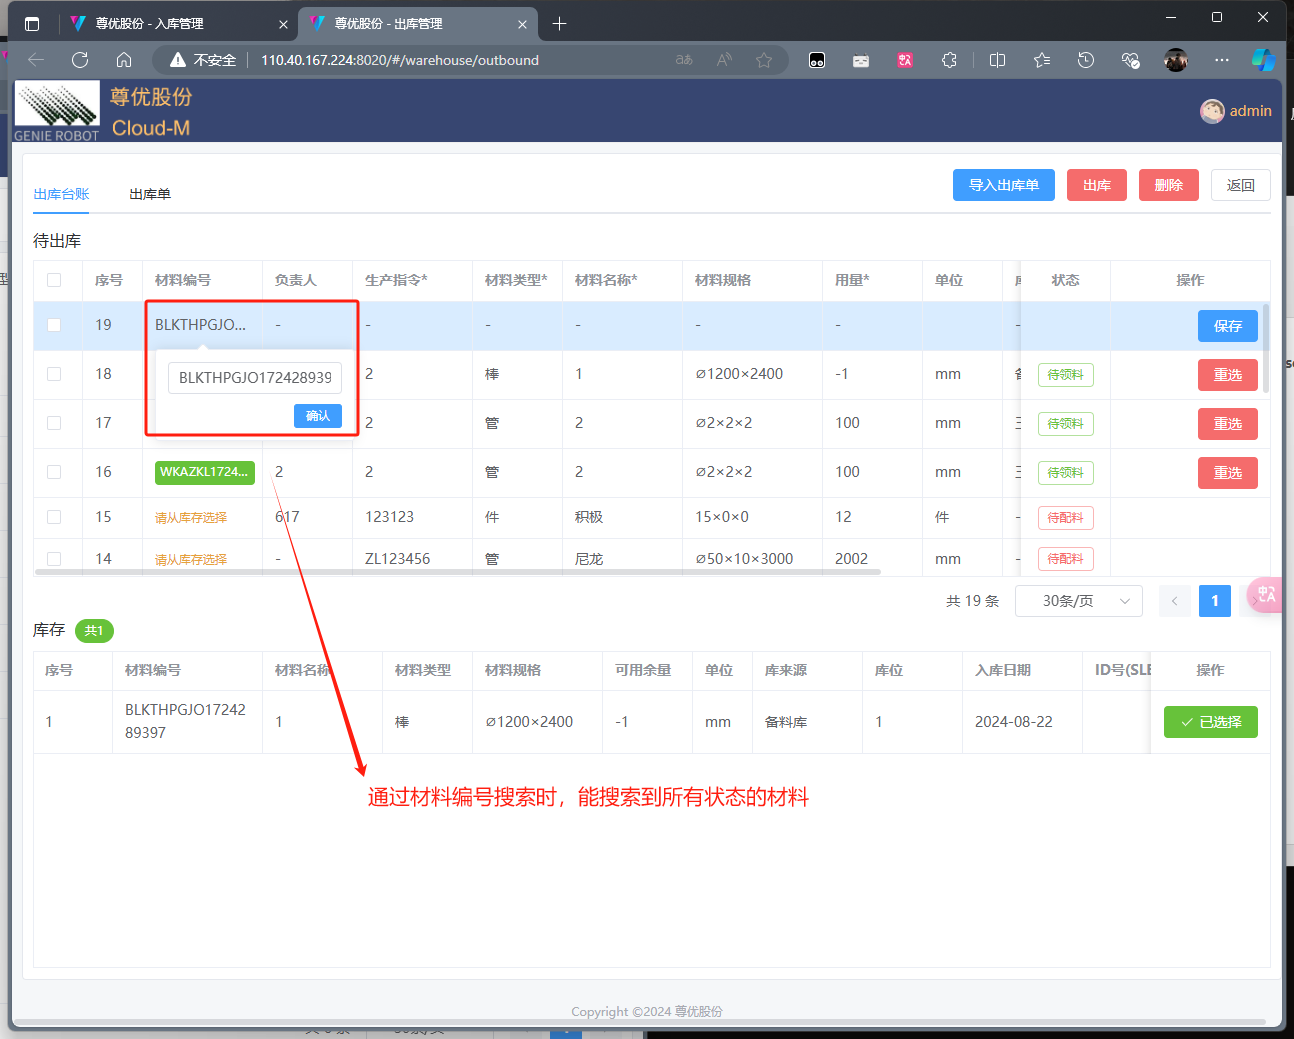 尊优股份 - 入库管理
尊优股份 - 出库管理
不安全
110.40.167.224:8020/#/warehouse/outbound
GENIE ROBOT
尊优股份
Cloud-M
admin
出库台账
出库单
导入出库单
出库
删除
返回
待出库
序号 材料编号 负责人 生产指令* 材料类型* 材料名称* 材料规格 用量* 单位 状态 操作
19 BLKTHPGJO... - - - - - - - 保存
18 2 棒 1 ∅1200×2400 -1 mm 待领料 重选
BLKTHPGJO172428939
确认
17 2 管 2 ∅2×2×2 100 mm 待领料 重选
16 WKAZKL1724... 2 2 管 2 ∅2×2×2 100 mm 待领料 重选
15 请从库存选择 617 123123 件 积极 15×0×0 12 件 - 待配料
14 请从库存选择 - ZL123456 管 尼龙 ∅50×10×3000 2002 mm - 待配料
共 19 条
30条/页
1
库存
共1
序号 材料编号 材料名称 材料类型 材料规格 可用余量 单位 库来源 库位 入库日期 ID号(SLE 操作
1 BLKTHPGJO17242
89397 1 棒 ∅1200×2400 -1 mm 备料库 1 2024-08-22 已选择
通过材料编号搜索时，能搜索到所有状态的材料
Copyright ©2024 尊优股份